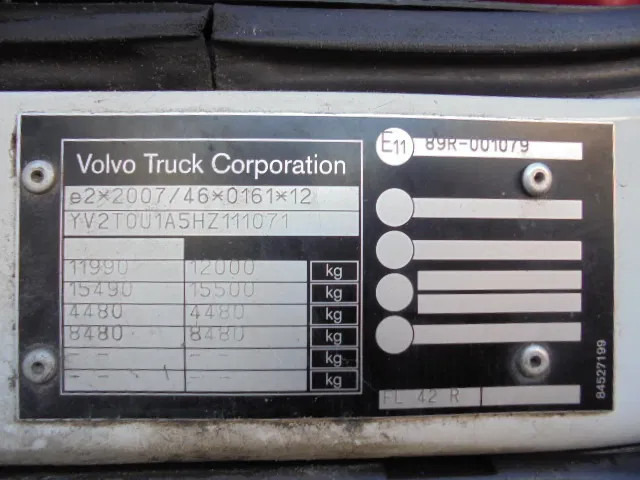 Volvo Truck Corporation
e2*2007/46*0161*12
YV2T0U1A5HZ111071
11990 12000 kg
15490 15500 kg
4480 4480 kg
8480 8480 kg
- - - - kg
- - - - kg
E11 89R-001079
FL 42 R
84527199